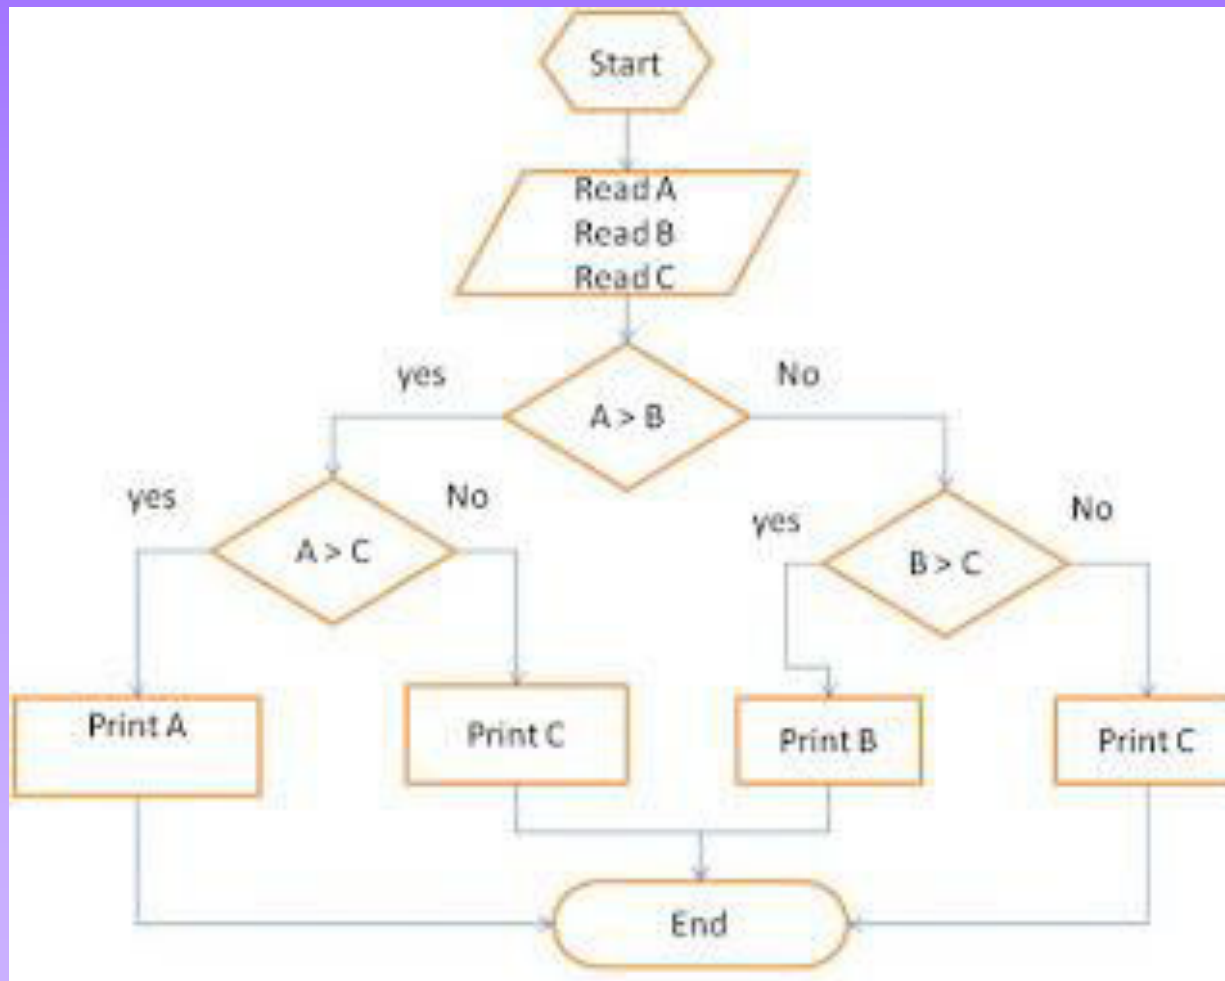 Start
Read A
Read B
Read C
yes
No
A > B
yes
No
yes
No
A > C
B > C
Print A
Print C
Print B
Print C
End